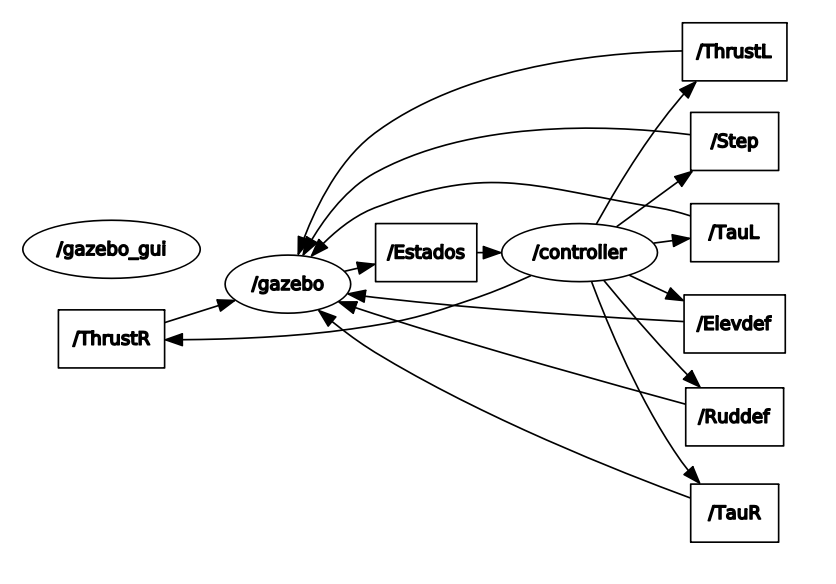 /ThrustL
/Step
/TauL
/gazebo_gui
/Estados
/controller
/gazebo
/ThrustR
/Elevdef
/Ruddef
/TauR